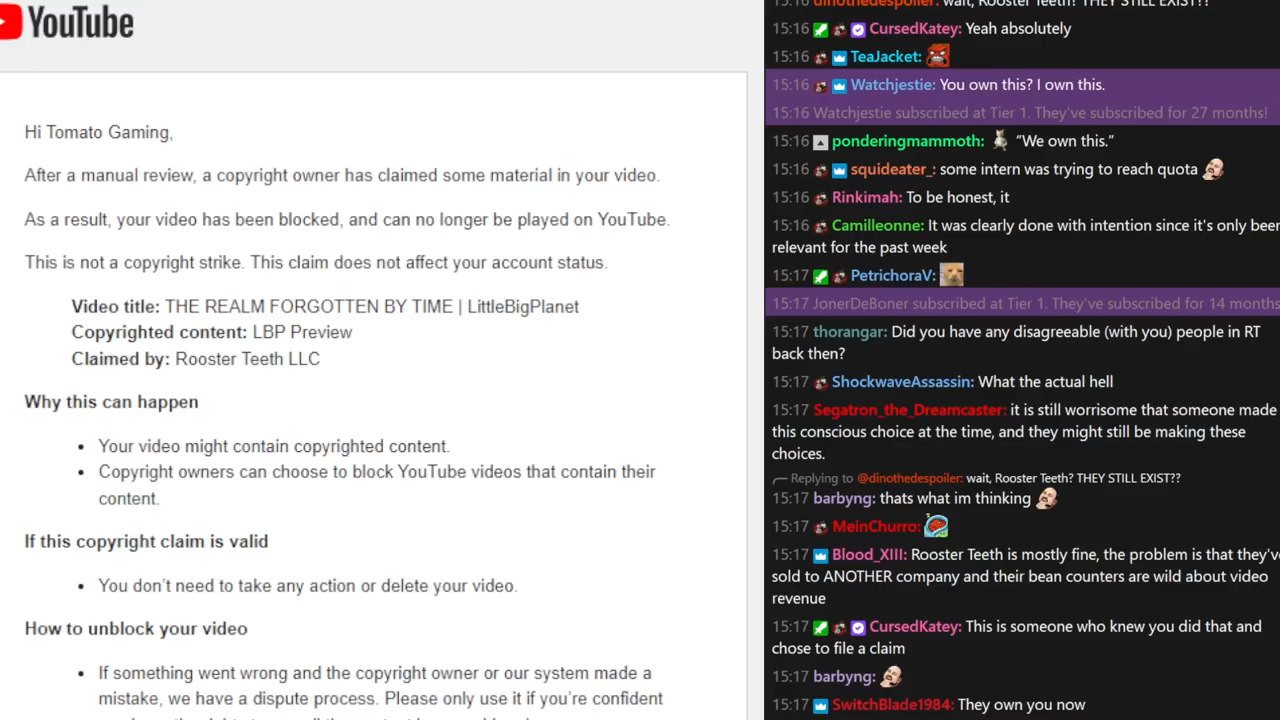 YouTube
Hi Tomato Gaming,
After a manual review, a copyright owner has claimed some material in your video.
As a result, your video has been blocked, and can no longer be played on YouTube.
This is not a copyright strike. This claim does not affect your account status.
Video title: THE REALM FORGOTTEN BY TIME | LittleBigPlanet
Copyrighted content: LBP Preview
Claimed by: Rooster Teeth LLC
Why this can happen
• Your video might contain copyrighted content.
• Copyright owners can choose to block YouTube videos that contain their
content.
If this copyright claim is valid
• You don't need to take any action or delete your video.
How to unblock your video
• If something went wrong and the copyright owner or our system made a
mistake, we have a dispute process. Please only use it if you're confident
15:16 dinothedespoiler: wait, Rooster Teeth? THEY STILL EXIST??
15:16 CursedKatey: Yeah absolutely
15:16 TeaJacket:
15:16 Watchjestie: You own this? I own this.
15:16 Watchjestie subscribed at Tier 1. They've subscribed for 27 months!
15:16 ponderingmammoth: “We own this.”
15:16 squideater_: some intern was trying to reach quota
15:16 Rinkimah: To be honest, it
15:16 Camilleonne: It was clearly done with intention since it's only been
relevant for the past week
15:17 PetrichoraV:
15:17 JonerDeBoner subscribed at Tier 1. They've subscribed for 14 months
15:17 thorangar: Did you have any disagreeable (with you) people in RT
back then?
15:17 ShockwaveAssassin: What the actual hell
15:17 Segatron_the_Dreamcaster: it is still worrisome that someone made
this conscious choice at the time, and they might still be making these
choices.
Replying to @dinothedespoiler: wait, Rooster Teeth? THEY STILL EXIST??
15:17 barbyng: thats what im thinking
15:17 MeinChurro:
15:17 Blood_XIII: Rooster Teeth is mostly fine, the problem is that they've
sold to ANOTHER company and their bean counters are wild about video
revenue
15:17 CursedKatey: This is someone who knew you did that and
chose to file a claim
15:17 barbyng:
15:17 SwitchBlade1984: They own you now